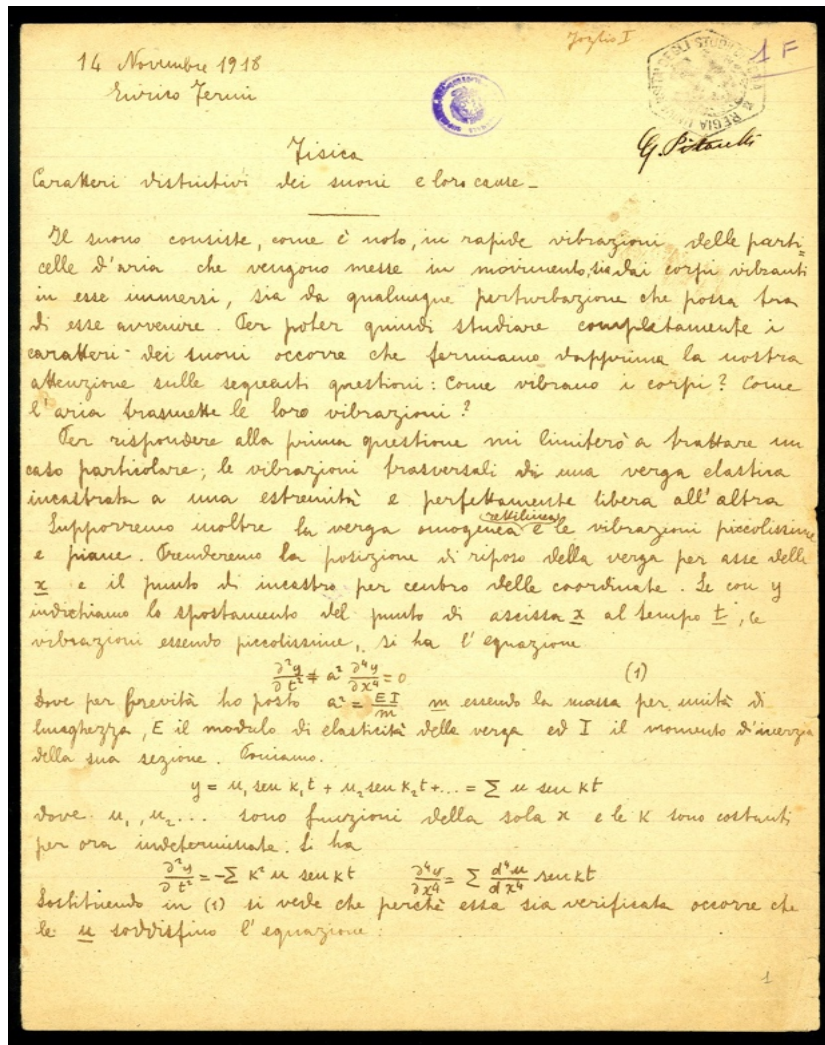 Foglio I
1 F
14 Novembre 1918
Enrico Fermi
G. Pittarelli
Fisica
Caratteri distintivi dei suoni e loro cause_
Il suono consiste, come è noto, in rapide vibrazioni delle parti=
celle d'aria che vengono messe in movimento, sia dai corpi vibranti
in esse immersi, sia da qualunque perturbazione che possa tra
di esse avvenire. Per poter quindi studiare completamente i
caratteri dei suoni occorre che fermiamo dapprima la nostra
attenzione sulle seguenti questioni: Come vibrano i corpi? Come
l'aria trasmette le loro vibrazioni?
Per rispondere alla prima questione mi limiterò a trattare un
caso particolare; le vibrazioni trasversali di una verga elastica
incastrata a una estremità e perfettamente libera all'altra
Supporremo inoltre la verga omogenea (rettilinea) e le vibrazioni piccolissime
e piane. Prenderemo la posizione di riposo della verga per asse delle
x e il punto di incastro per centro delle coordinate. Se con y
indichiamo lo spostamento del punto di ascissa x al tempo t, le
vibrazioni essendo piccolissime, si ha l'equazione
∂²y/∂t² + a² ∂⁴y/∂x⁴ = 0 (1)
dove per brevità ho posto a² = EI/m m essendo la massa per unità di
lunghezza, E il modulo di elasticità della verga ed I il momento d'inerzia
della sua sezione. Poniamo.
y = u₁ sen k₁t + u₂ sen k₂t + ... = Σ u sen kt
dove u₁, u₂ ... sono funzioni della sola x e le K sono costanti
per ora indeterminate. Si ha
∂²y/∂t² = -Σ K² u sen kt ∂⁴y/∂x⁴ = Σ d⁴u/dx⁴ sen kt
Sostituendo in (1) si vede che perchè essa sia verificata occorre che
le u soddisfino l'equazione:
1